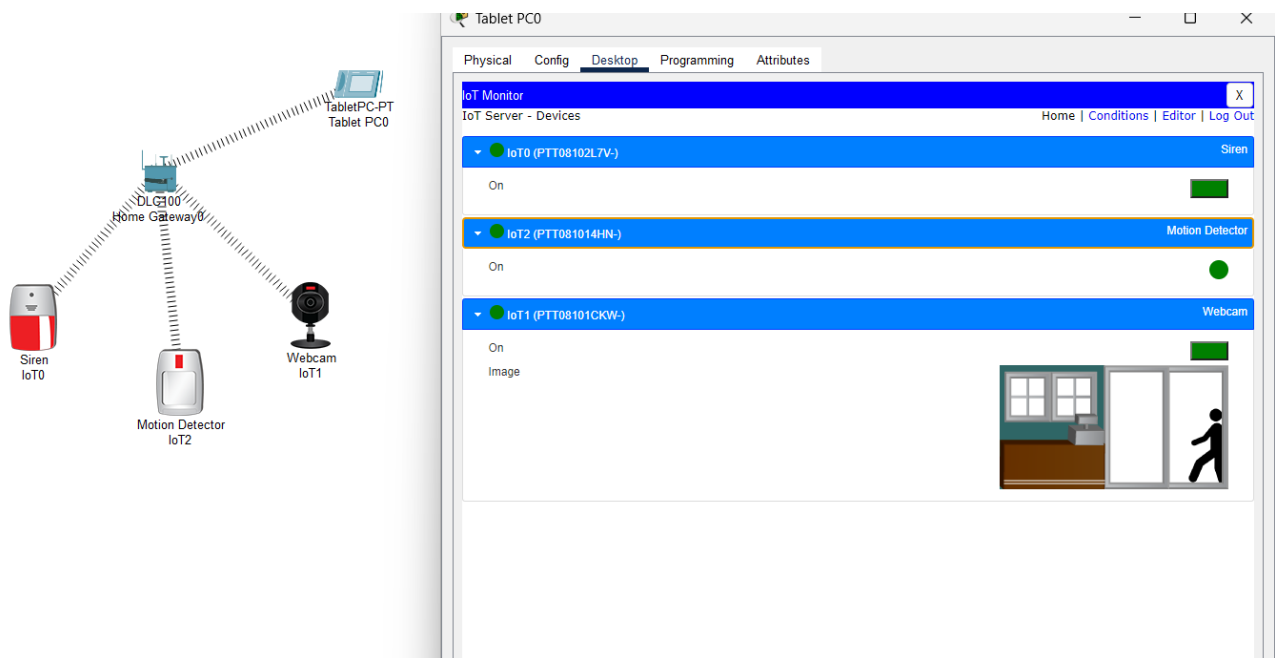 Tablet PC0
Physical Config Desktop Programming Attributes
IoT Monitor X
IoT Server - Devices Home | Conditions | Editor | Log Out
IoT0 (PTT08102L7V-) Siren
On
IoT2 (PTT081014HN-) Motion Detector
On
IoT1 (PTT08101CKW-) Webcam
On
Image
TabletPC-PT
Tablet PC0
DLC100
Home Gateway0
Siren
IoT0
Webcam
IoT1
Motion Detector
IoT2